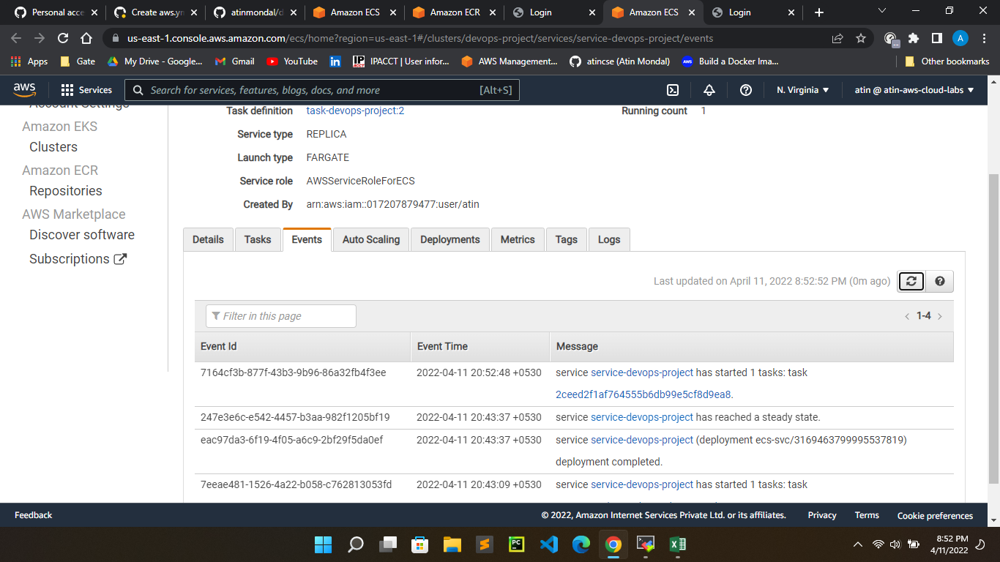 Personal acce
Create aws.yn
atinmondal/d
Amazon ECS
Amazon ECR
Login
Amazon ECS
Login
us-east-1.console.aws.amazon.com/ecs/home?region=us-east-1#/clusters/devops-project/services/service-devops-project/events
A
Apps
Gate
My Drive - Google...
Gmail
YouTube
in
IPACCT | User infor...
AWS Management...
atincse (Atin Mondal)
Build a Docker Ima...
Other bookmarks
aws
Services
Search for services, features, blogs, docs, and more
[Alt+S]
N. Virginia
atin @ atin-aws-cloud-labs
Account Settings
Amazon EKS
Clusters
Amazon ECR
Repositories
AWS Marketplace
Discover software
Subscriptions
Task definition task-devops-project:2
Running count 1
Service type REPLICA
Launch type FARGATE
Service role AWSServiceRoleForECS
Created By arn:aws:iam::017207879477:user/atin
Details
Tasks
Events
Auto Scaling
Deployments
Metrics
Tags
Logs
Last updated on April 11, 2022 8:52:52 PM (0m ago)
Filter in this page
1-4
Event Id Event Time Message
7164cf3b-877f-43b3-9b96-86a32fb4f3ee 2022-04-11 20:52:48 +0530 service service-devops-project has started 1 tasks: task
2ceed2f1af764555b6db99e5cf8d9ea8.
247e3e6c-e542-4457-b3aa-982f1205bf19 2022-04-11 20:43:37 +0530 service service-devops-project has reached a steady state.
eac97da3-6f19-4f05-a6c9-2bf29f5da0ef 2022-04-11 20:43:37 +0530 service service-devops-project (deployment ecs-svc/3169463799995537819)
deployment completed.
7eeae481-1526-4a22-b058-c762813053fd 2022-04-11 20:43:09 +0530 service service-devops-project has started 1 tasks: task
Feedback
© 2022, Amazon Internet Services Private Ltd. or its affiliates.
Privacy
Terms
Cookie preferences
8:52 PM
4/11/2022